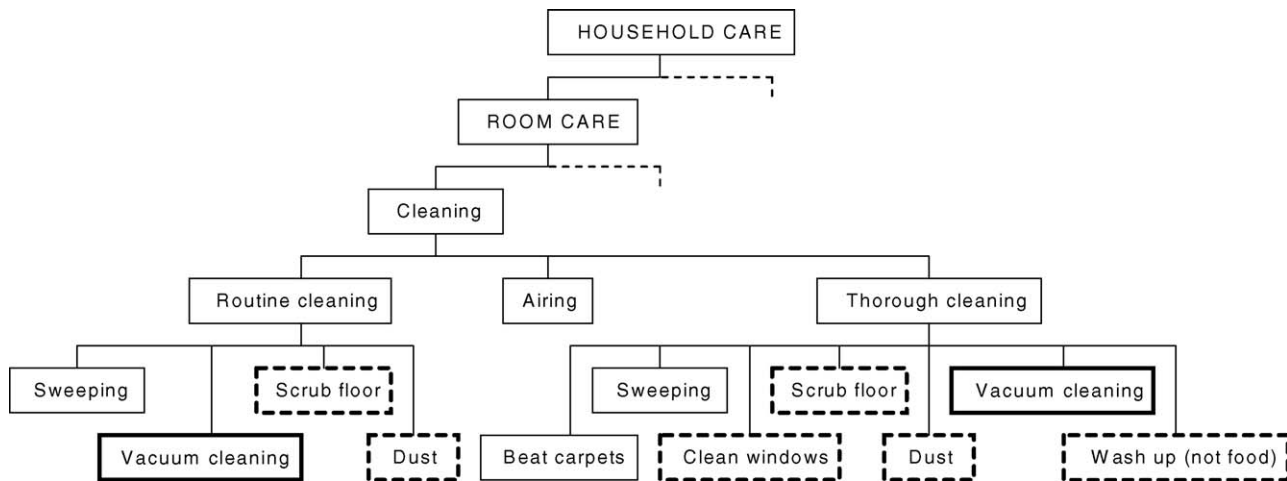 HOUSEHOLD CARE
ROOM CARE
Cleaning
Routine cleaning
Airing
Thorough cleaning
Sweeping
Scrub floor
Sweeping
Scrub floor
Vacuum cleaning
Vacuum cleaning
Dust
Beat carpets
Clean windows
Dust
Wash up (not food)